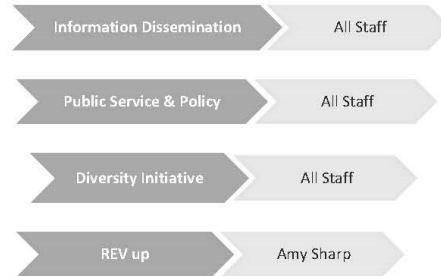 Information Dissemination All Staff
Public Service & Policy All Staff
Diversity Initiative All Staff
REV up Amy Sharp